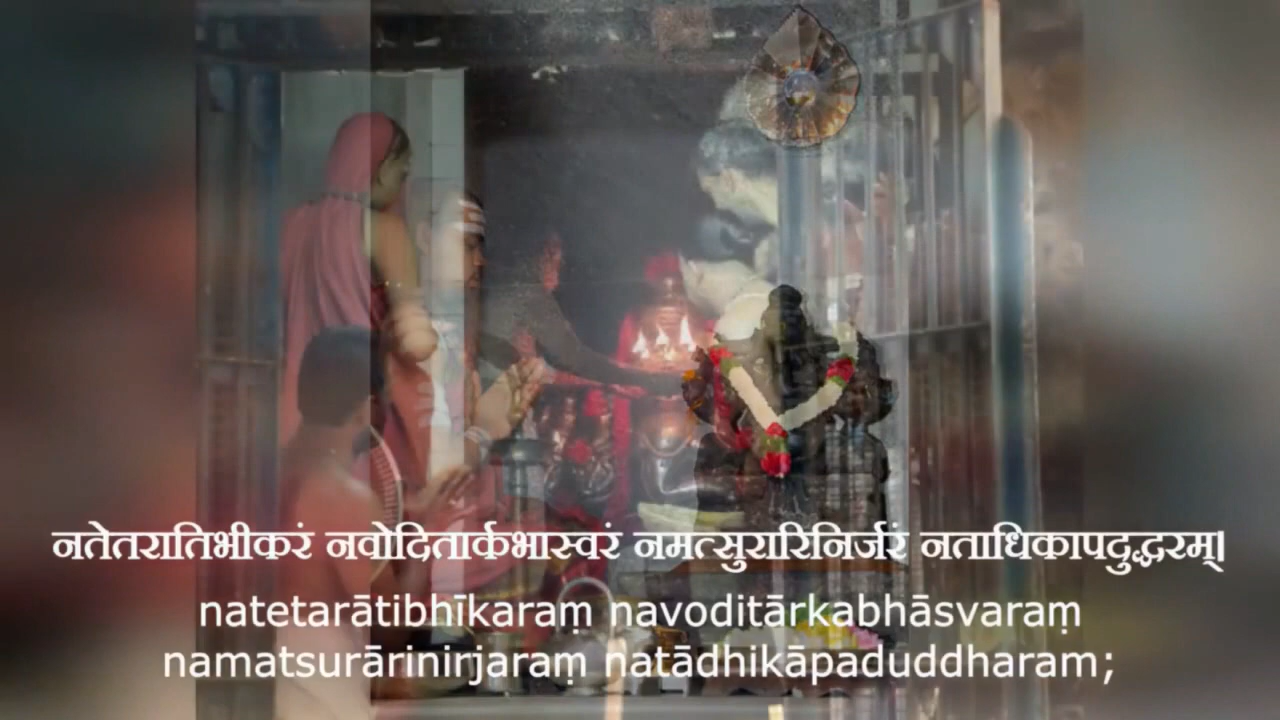 नतेतरातिभीकरं नवोदितार्कभास्वरं नमत्सुरारिनिर्जरं नताधिकापदुद्धरम्।
natetarātibhīkaraṃ navoditārkabhāsvaraṃ
namatsurārinirjaraṃ natādhikāpaduddharam;